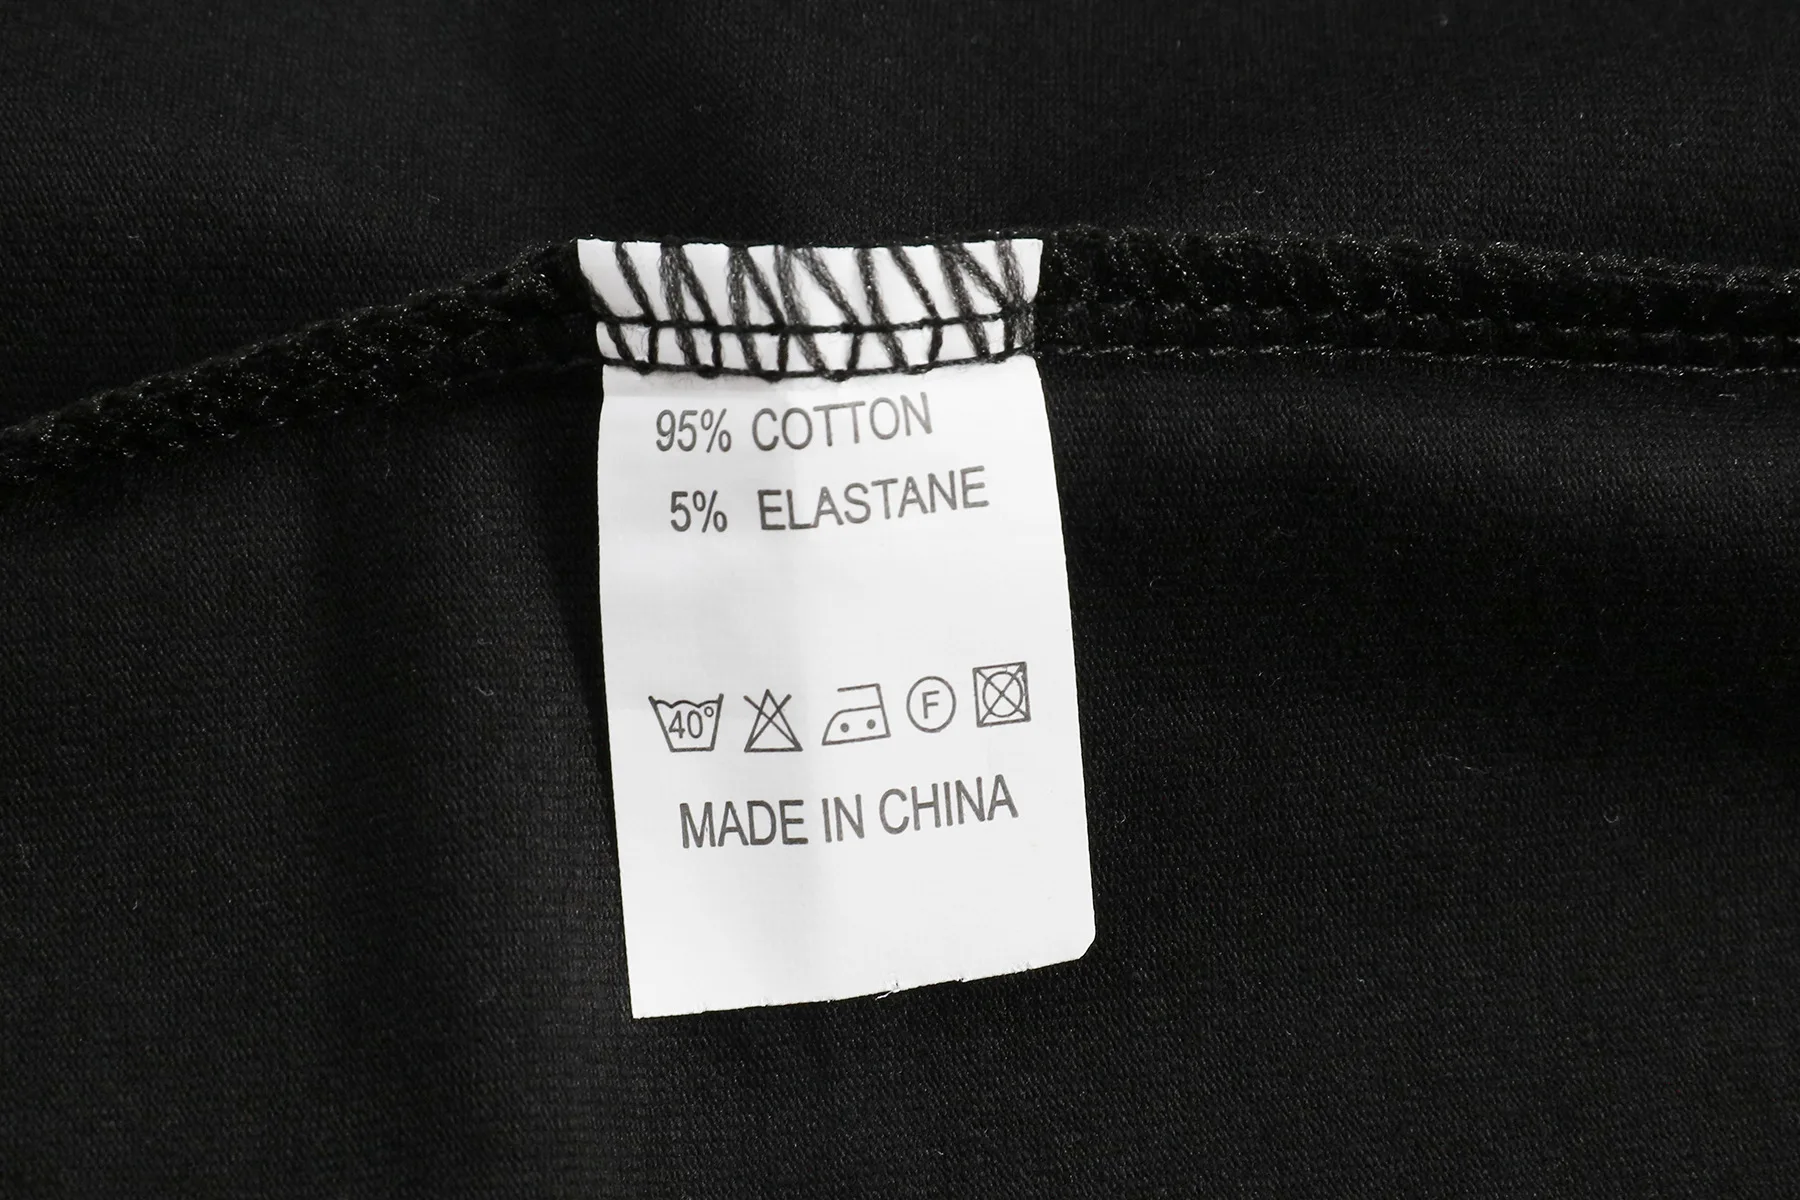 95% COTTON
5% ELASTANE
40° F
MADE IN CHINA